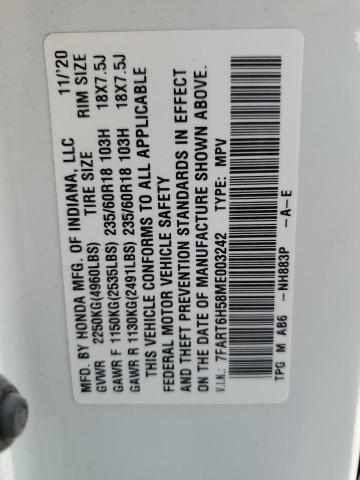 MFD. BY HONDA MFG. OF INDIANA, LLC 11/'20
GVWR 2250KG(4960LBS) TIRE SIZE RIM SIZE
GAWR F 1150KG(2535LBS) 235/60R18 103H 18X7.5J
GAWR R 1130KG(2491LBS) 235/60R18 103H 18X7.5J
THIS VEHICLE CONFORMS TO ALL APPLICABLE
FEDERAL MOTOR VEHICLE SAFETY
AND THEFT PREVENTION STANDARDS IN EFFECT
ON THE DATE OF MANUFACTURE SHOWN ABOVE.
V.I.N.: 7FART6H58ME003242 TYPE: MPV
TPG M AB6 -NH883P -A-E